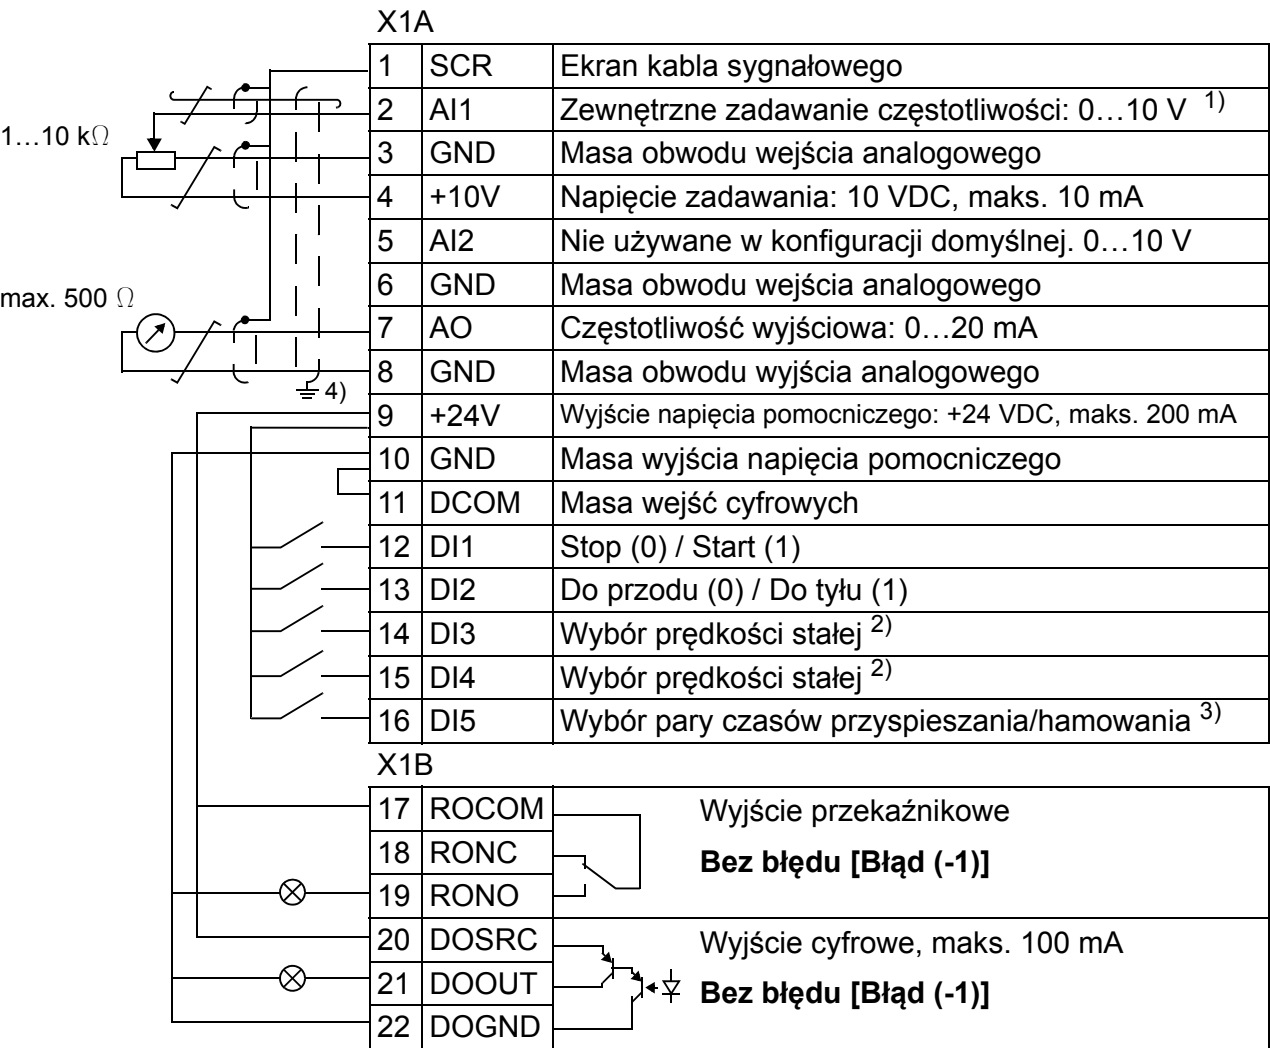 X1A
1 SCR Ekran kabla sygnałowego
2 AI1 Zewnętrzne zadawanie częstotliwości: 0…10 V 1)
1…10 kΩ
3 GND Masa obwodu wejścia analogowego
4 +10V Napięcie zadawania: 10 VDC, maks. 10 mA
5 AI2 Nie używane w konfiguracji domyślnej. 0…10 V
6 GND Masa obwodu wejścia analogowego
max. 500 Ω
7 AO Częstotliwość wyjściowa: 0…20 mA
8 GND Masa obwodu wyjścia analogowego
4)
9 +24V Wyjście napięcia pomocniczego: +24 VDC, maks. 200 mA
10 GND Masa wyjścia napięcia pomocniczego
11 DCOM Masa wejść cyfrowych
12 DI1 Stop (0) / Start (1)
13 DI2 Do przodu (0) / Do tyłu (1)
14 DI3 Wybór prędkości stałej 2)
15 DI4 Wybór prędkości stałej 2)
16 DI5 Wybór pary czasów przyspieszania/hamowania 3)
X1B
17 ROCOM Wyjście przekaźnikowe
18 RONC Bez błędu [Błąd (-1)]
19 RONO
20 DOSRC Wyjście cyfrowe, maks. 100 mA
21 DOOUT Bez błędu [Błąd (-1)]
22 DOGND